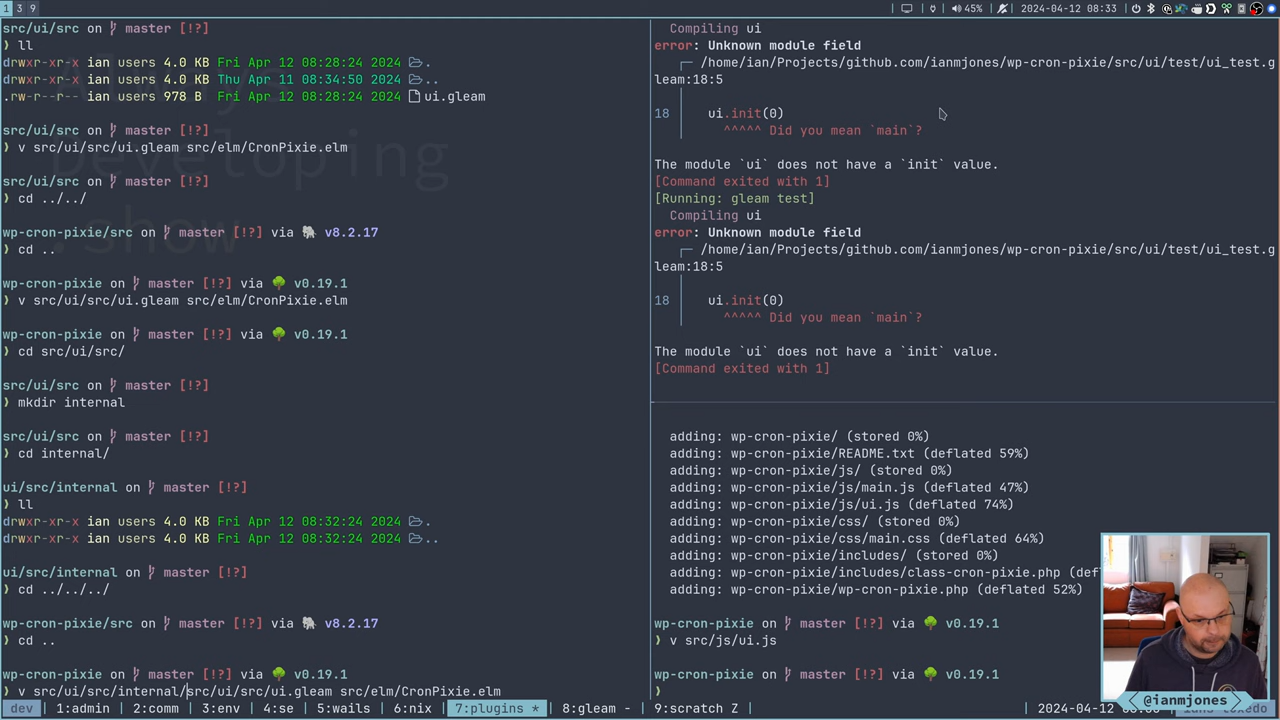 1 3 9
45%
2024-04-12 08:33
src/ui/src on master [!?]
❯ ll
drwxr-xr-x ian users 4.0 KB Fri Apr 12 08:28:24 2024 .
drwxr-xr-x ian users 4.0 KB Thu Apr 11 08:34:50 2024 ..
.rw-r--r-- ian users 978 B Fri Apr 12 08:28:24 2024 ui.gleam
Always
Developing
.show
src/ui/src on master [!?]
❯ v src/ui/src/ui.gleam src/elm/CronPixie.elm
src/ui/src on master [!?]
❯ cd ../../
wp-cron-pixie/src on master [!?] via 🐘 v8.2.17
❯ cd ..
wp-cron-pixie on master [!?] via 🌳 v0.19.1
❯ v src/ui/src/ui.gleam src/elm/CronPixie.elm
wp-cron-pixie on master [!?] via 🌳 v0.19.1
❯ cd src/ui/src/
src/ui/src on master [!?]
❯ mkdir internal
src/ui/src on master [!?]
❯ cd internal/
ui/src/internal on master [!?]
❯ ll
drwxr-xr-x ian users 4.0 KB Fri Apr 12 08:32:24 2024 .
drwxr-xr-x ian users 4.0 KB Fri Apr 12 08:32:24 2024 ..
ui/src/internal on master [!?]
❯ cd ../../../
wp-cron-pixie/src on master [!?] via 🐘 v8.2.17
❯ cd ..
wp-cron-pixie on master [!?] via 🌳 v0.19.1
❯ v src/ui/src/internal/src/ui/src/ui.gleam src/elm/CronPixie.elm
Compiling ui
error: Unknown module field
┌─ /home/ian/Projects/github.com/ianmjones/wp-cron-pixie/src/ui/test/ui_test.g
leam:18:5
18 │ ui.init(0)
^^^^^ Did you mean `main`?
The module `ui` does not have a `init` value.
[Command exited with 1]
[Running: gleam test]
Compiling ui
error: Unknown module field
┌─ /home/ian/Projects/github.com/ianmjones/wp-cron-pixie/src/ui/test/ui_test.g
leam:18:5
18 │ ui.init(0)
^^^^^ Did you mean `main`?
The module `ui` does not have a `init` value.
[Command exited with 1]
adding: wp-cron-pixie/ (stored 0%)
adding: wp-cron-pixie/README.txt (deflated 59%)
adding: wp-cron-pixie/js/ (stored 0%)
adding: wp-cron-pixie/js/main.js (deflated 47%)
adding: wp-cron-pixie/js/ui.js (deflated 74%)
adding: wp-cron-pixie/css/ (stored 0%)
adding: wp-cron-pixie/css/main.css (deflated 64%)
adding: wp-cron-pixie/includes/ (stored 0%)
adding: wp-cron-pixie/includes/class-cron-pixie.php (def
adding: wp-cron-pixie/wp-cron-pixie.php (deflated 52%)
wp-cron-pixie on master [!?] via 🌳 v0.19.1
❯ v src/js/ui.js
wp-cron-pixie on master [!?] via 🌳 v0.19.1
❯
@ianmjones
dev 1:admin 2:comm 3:env 4:se 5:wails 6:nix 7:plugins * 8:gleam - 9:scratch Z
2024-04-12